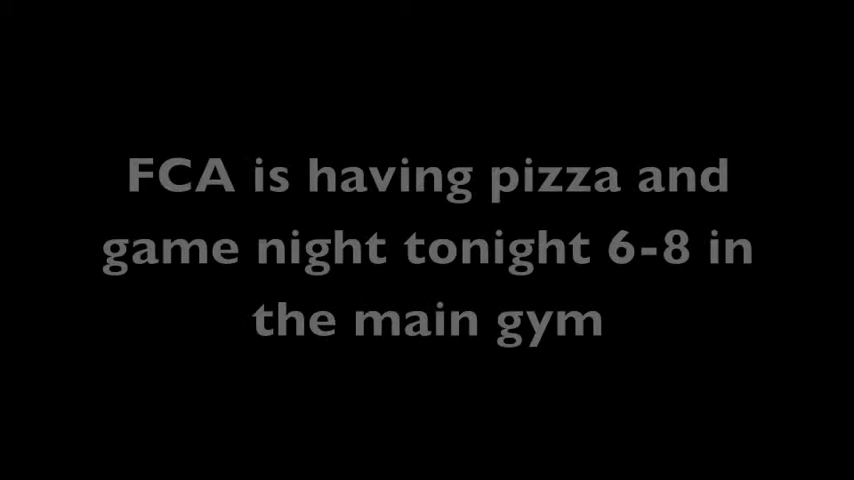 FCA is having pizza and
game night tonight 6-8 in
the main gym